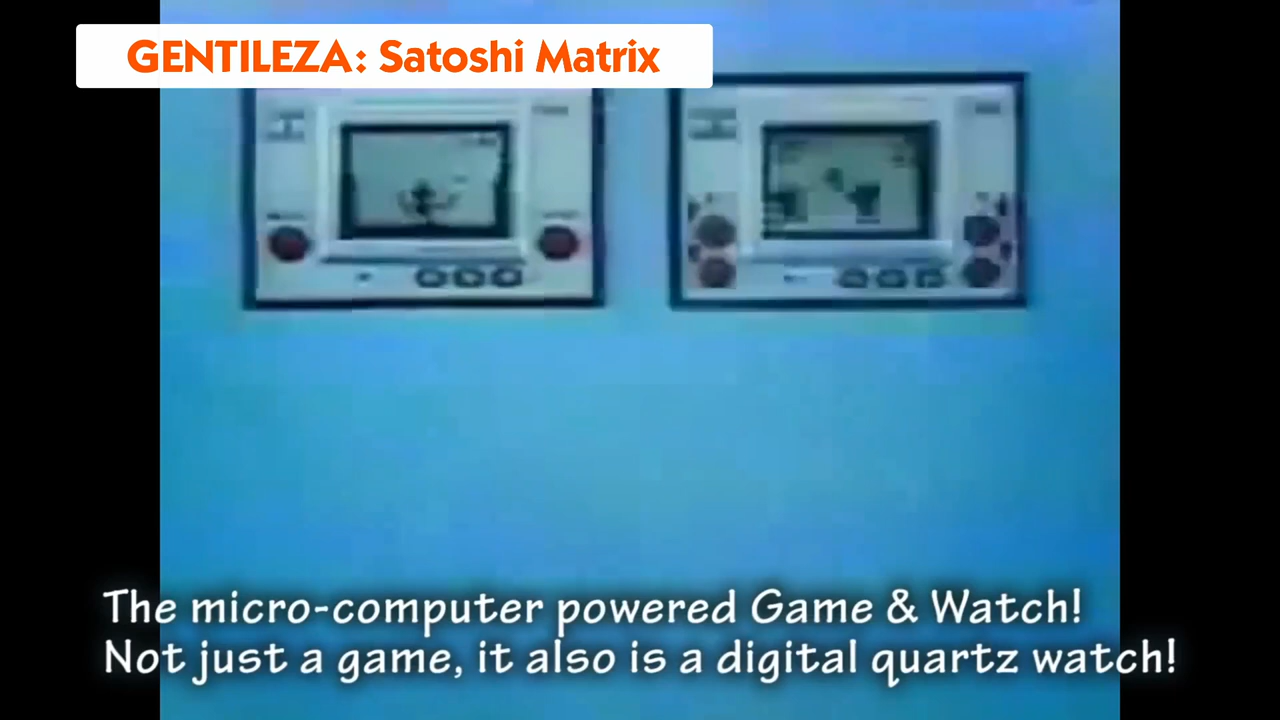 GENTILEZA: Satoshi Matrix
The micro-computer powered Game & Watch!
Not just a game, it also is a digital quartz watch!